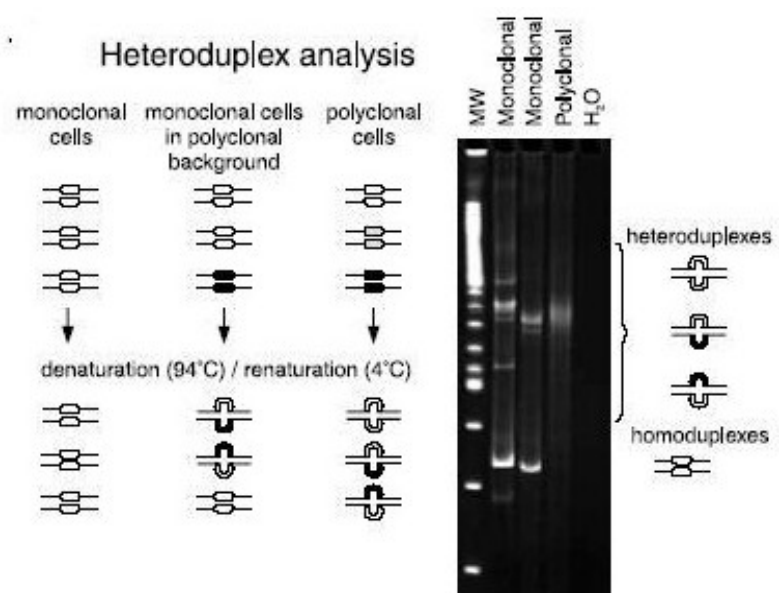 Heteroduplex analysis
monoclonal
cells
monoclonal cells
in polyclonal
background
polyclonal
cells
denaturation (94°C) / renaturation (4°C)
MW
Monoclonal
Monoclonal
Polyclonal
H₂O
heteroduplexes
homoduplexes